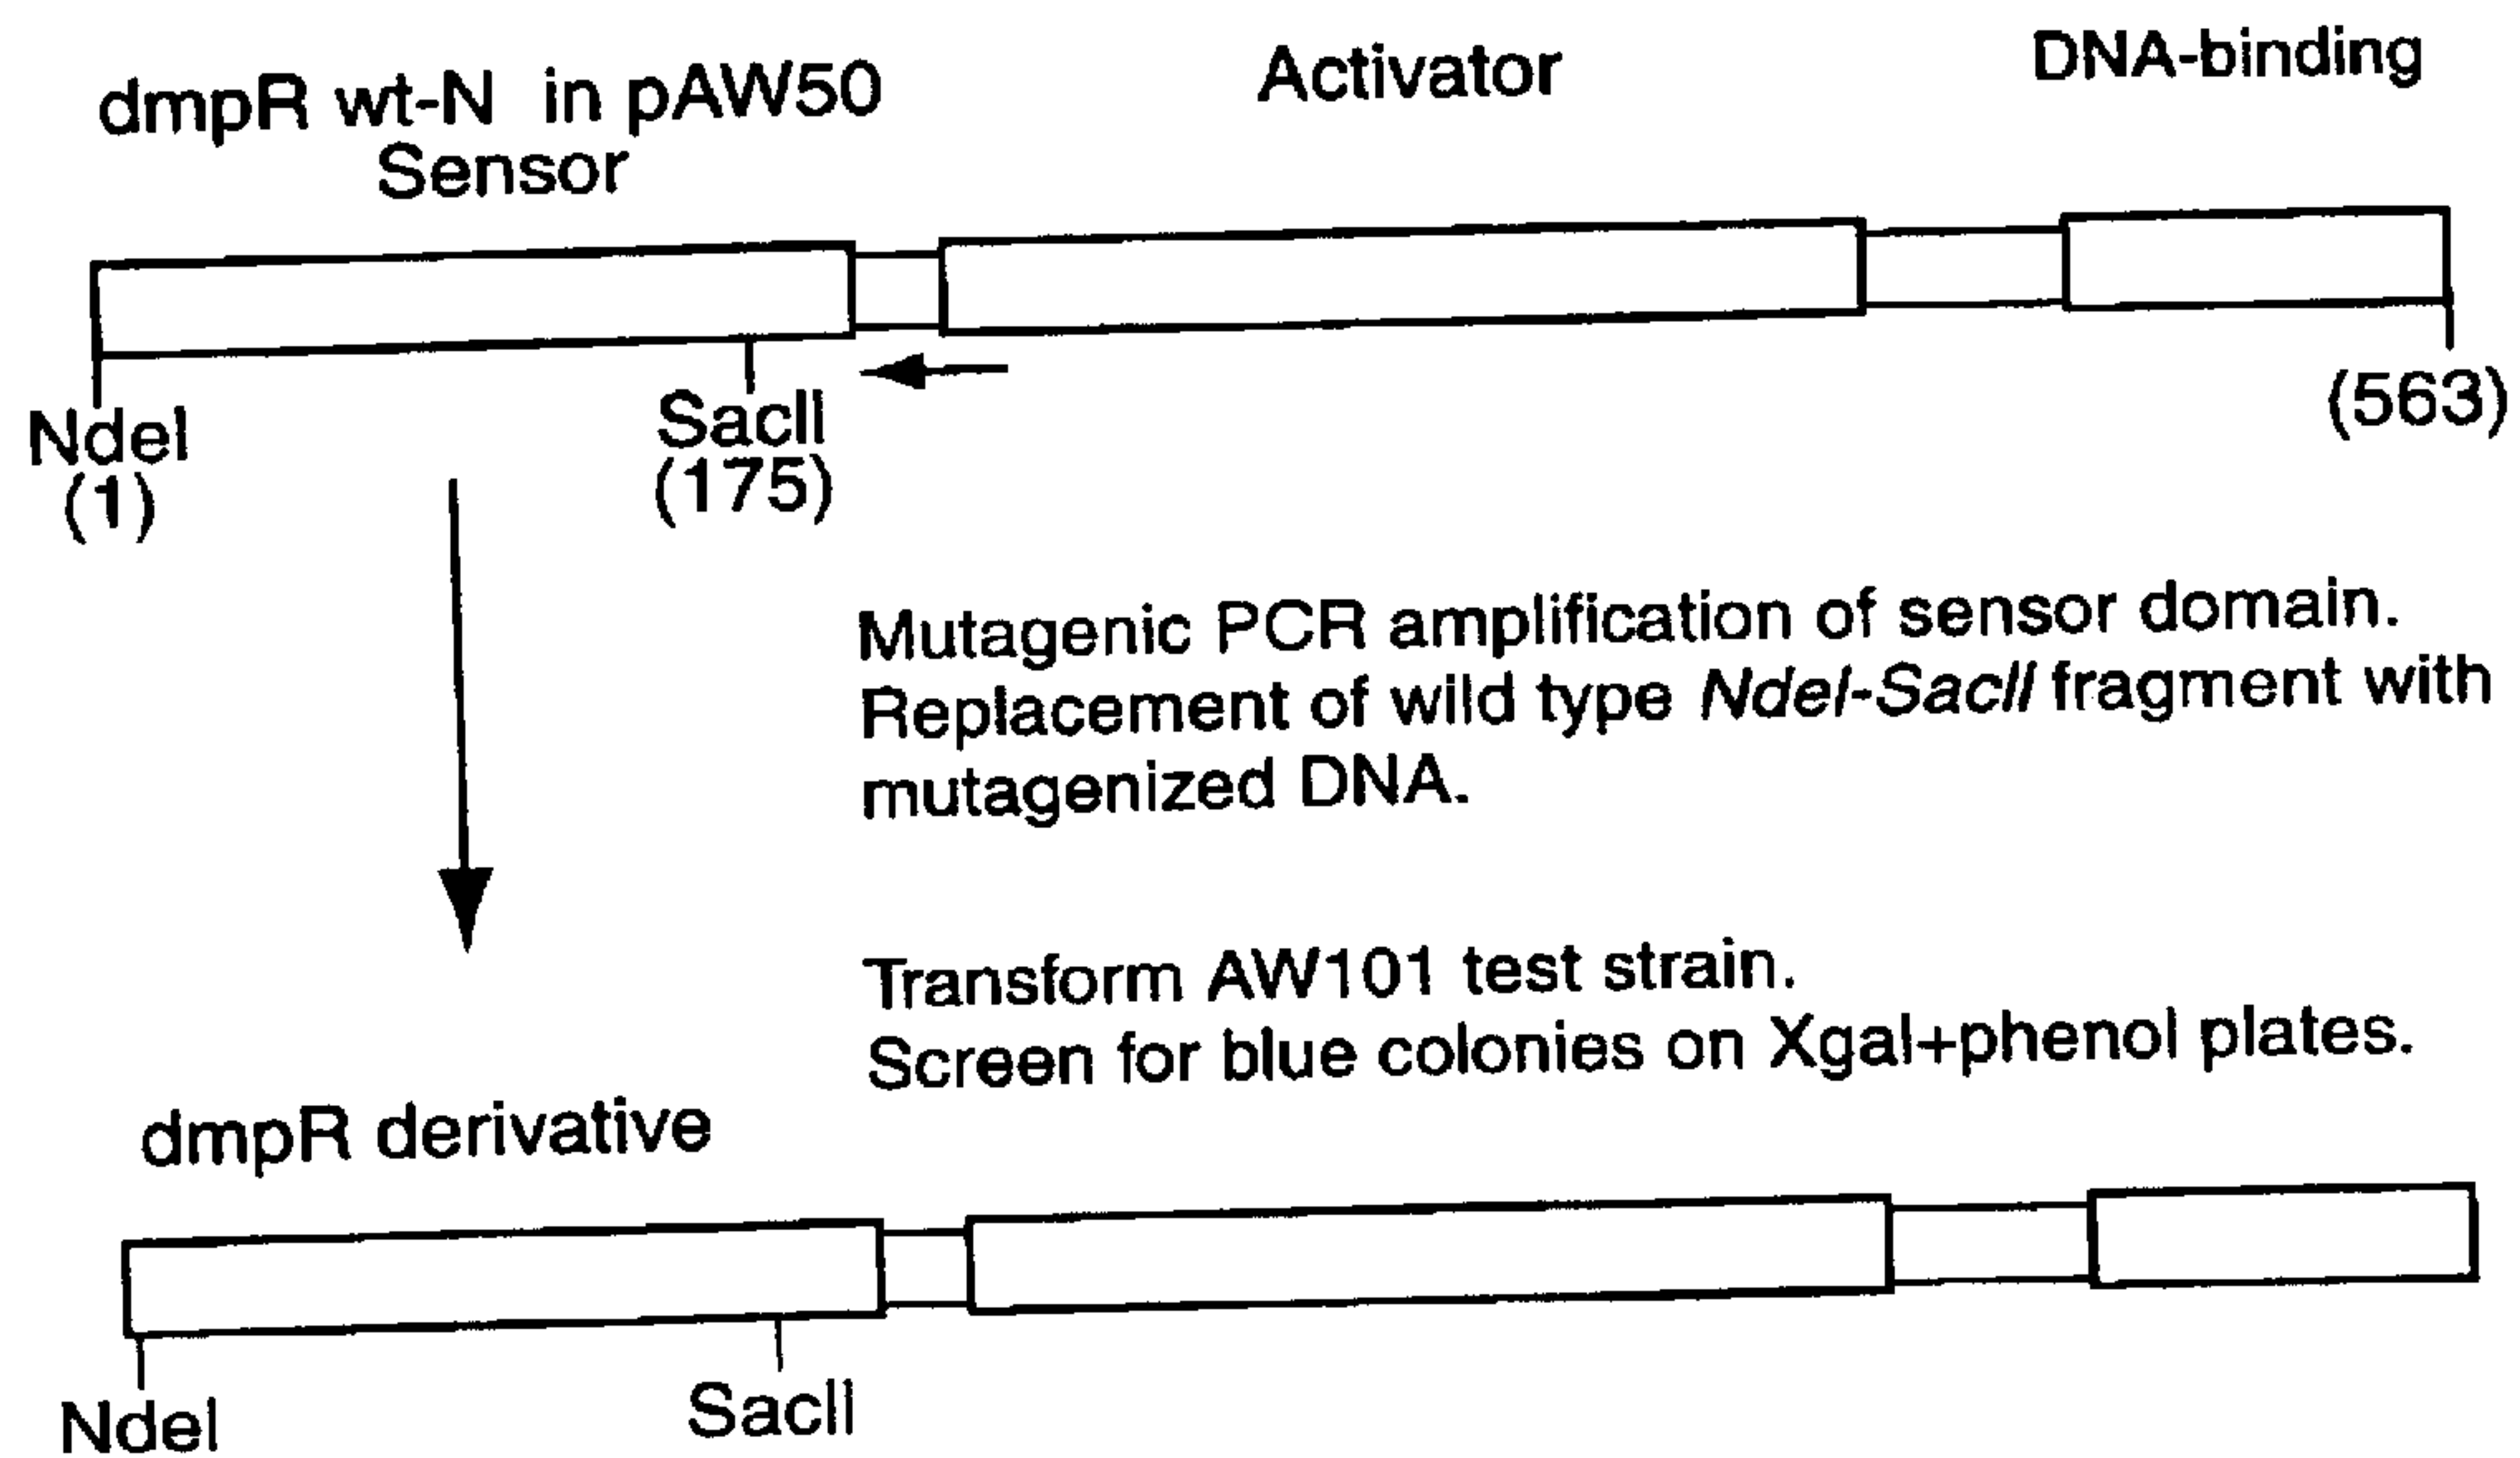 dmpR wt-N in pAW50
Sensor
Activator
DNA-binding
NdeI
(1)
SacII
(175)
(563)
Mutagenic PCR amplification of sensor domain.
Replacement of wild type NdeI-SacII fragment with
mutagenized DNA.
Transform AW101 test strain.
Screen for blue colonies on Xgal+phenol plates.
dmpR derivative
NdeI
SacII